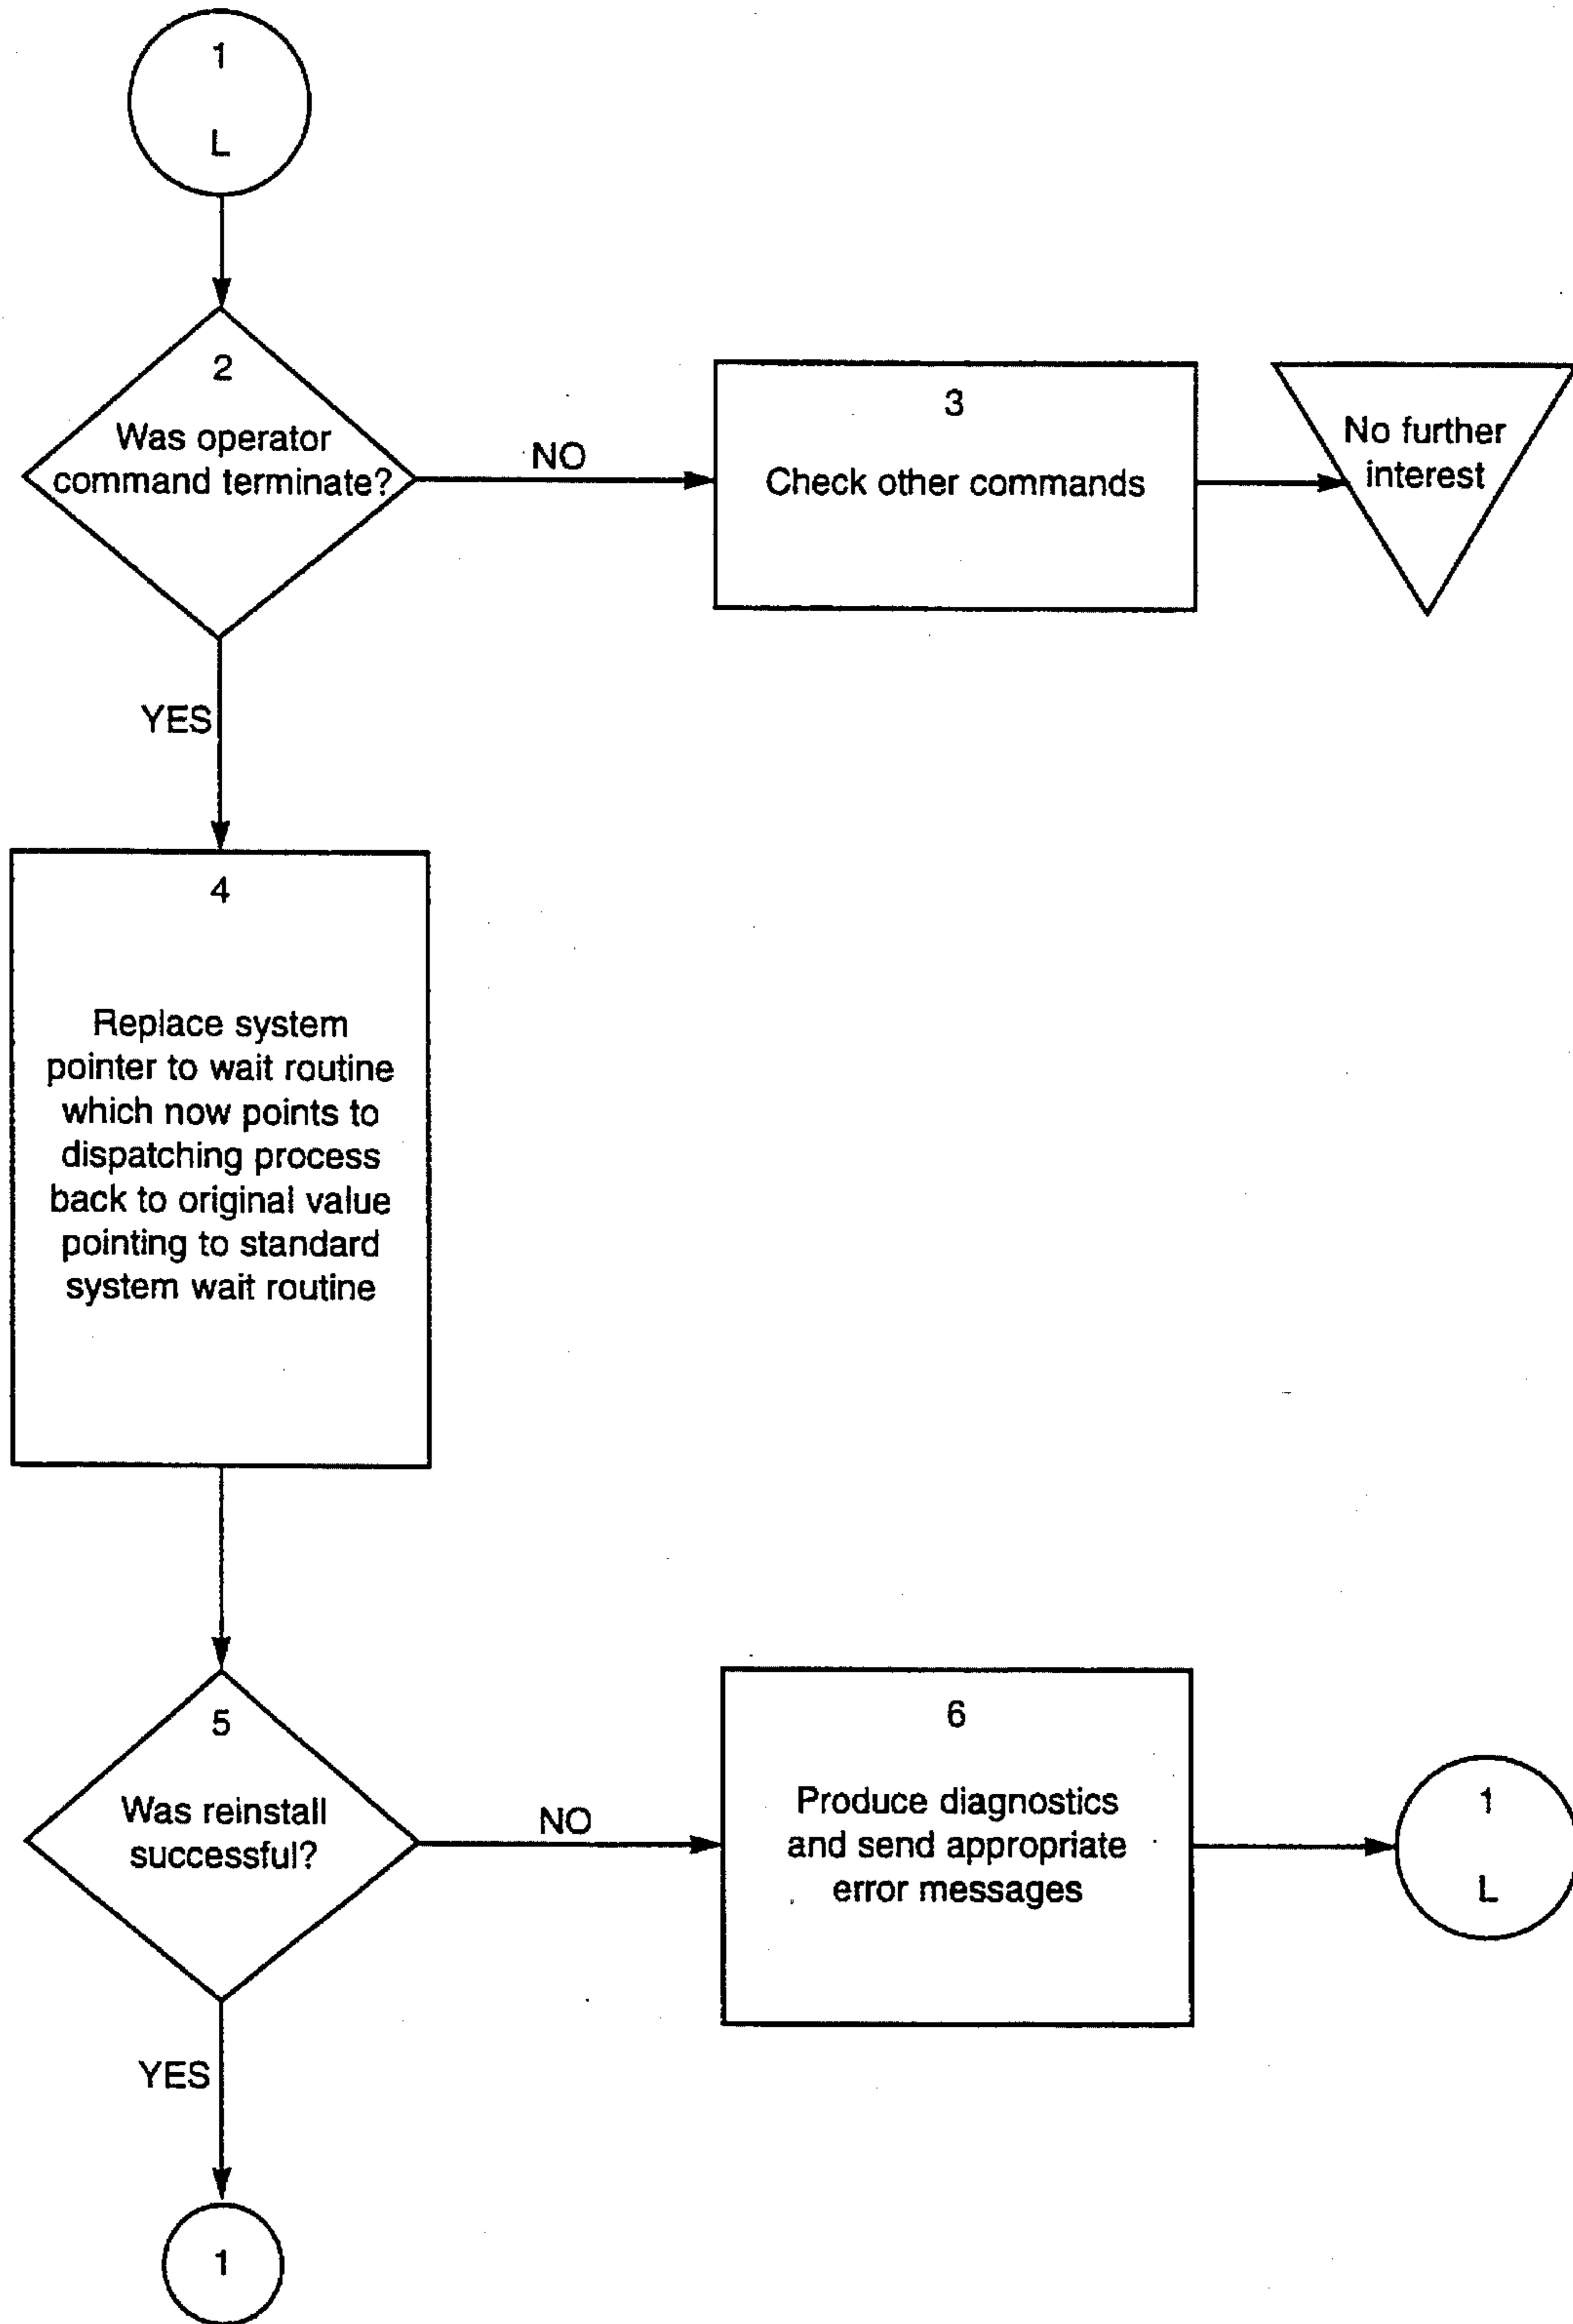 1
L
2
Was operator
command terminate?
NO
3
Check other commands
No further
interest
YES
4
Replace system
pointer to wait routine
which now points to
dispatching process
back to original value
pointing to standard
system wait routine
5
Was reinstall
successful?
NO
6
Produce diagnostics
and send appropriate
error messages
1
L
YES
1